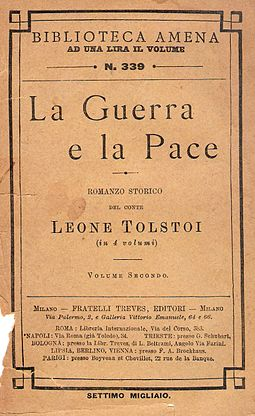 BIBLIOTECA AMENA
AD UNA LIRA IL VOLUME
N. 339
La Guerra
e la Pace
ROMANZO STORICO
DEL CONTE
LEONE TOLSTOI
(in 4 volumi)
VOLUME SECONDO.
MILANO — FRATELLI TREVES, EDITORI — MILANO
Via Palermo, 2, e Galleria Vittorio Emanuele, 64 e 66.
ROMA: Libreria Internazionale, Via del Corso, 383.
NAPOLI: Via Roma (già Toledo), 34. TRIESTE: presso G. Schubart.
BOLOGNA: presso la Libr. Treves, di L. Beltrami, Angolo Via Farini.
LIPSIA, BERLINO, VIENNA: presso F. A. Brockhaus.
PARIGI: presso Boyveau et Chevillet, 22 rue de la Banque.
SETTIMO MIGLIAIO.